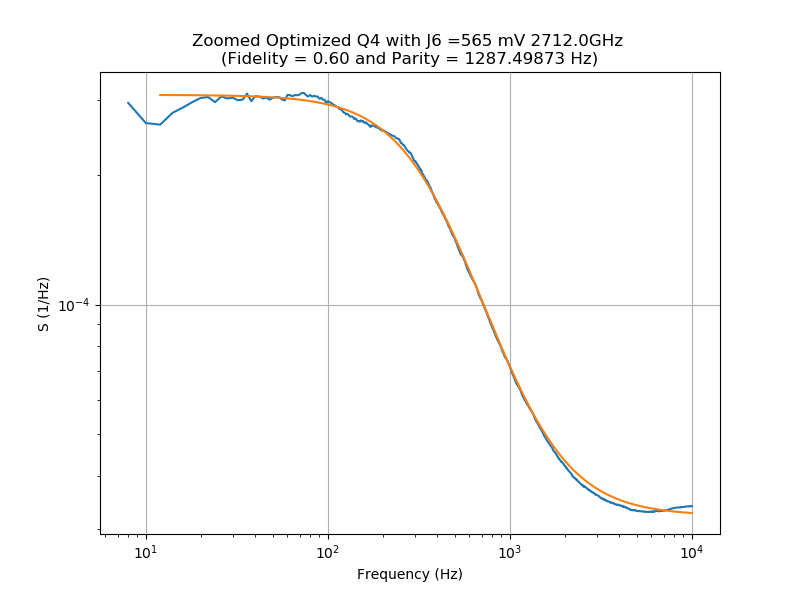 Zoomed Optimized Q4 with J6 =565 mV 2712.0GHz
(Fidelity = 0.60 and Parity = 1287.49873 Hz)
S (1/Hz)
10⁻⁴
10¹ 10² 10³ 10⁴
Frequency (Hz)